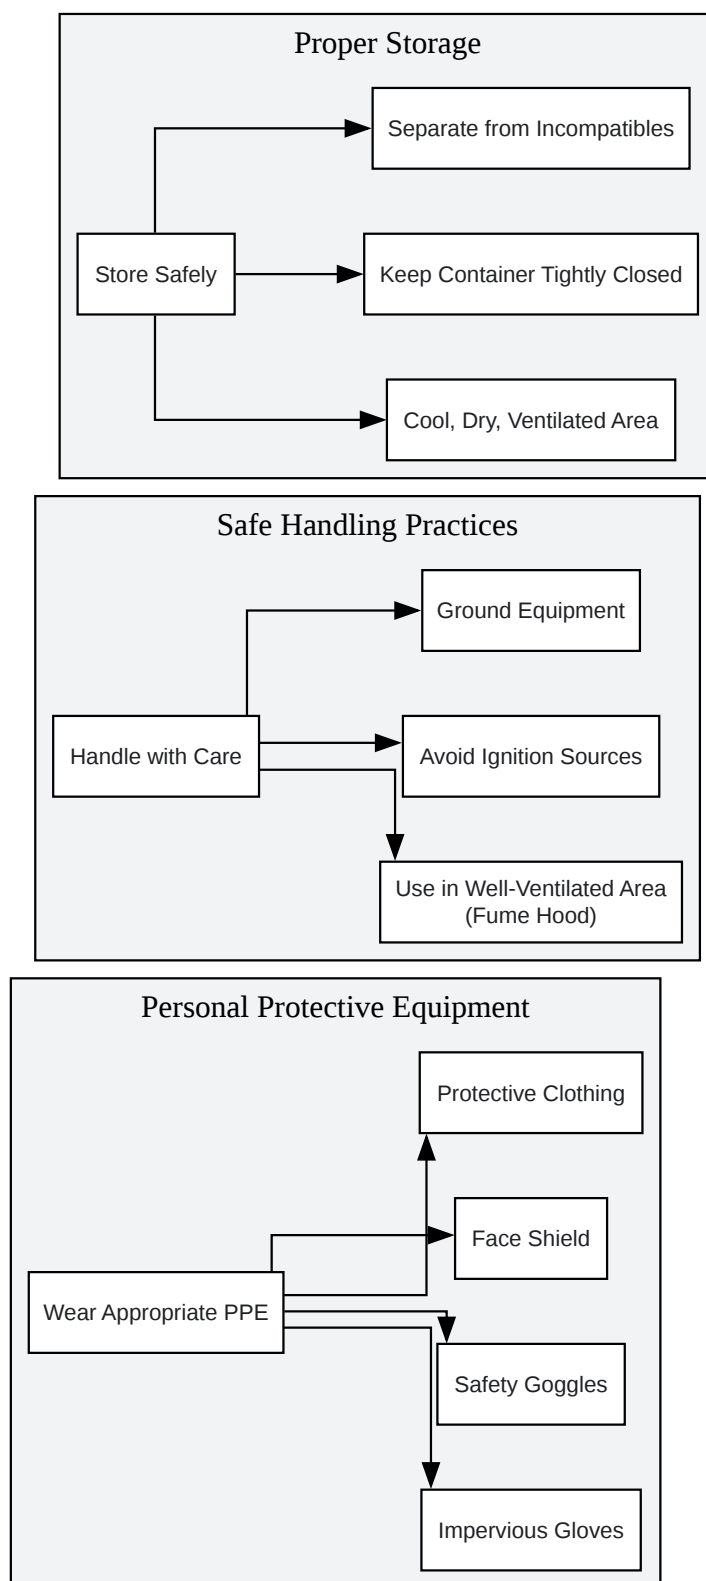 Proper Storage
Separate from Incompatibles
Store Safely
Keep Container Tightly Closed
Cool, Dry, Ventilated Area
Safe Handling Practices
Ground Equipment
Handle with Care
Avoid Ignition Sources
Use in Well-Ventilated Area
(Fume Hood)
Personal Protective Equipment
Protective Clothing
Face Shield
Wear Appropriate PPE
Safety Goggles
Impervious Gloves